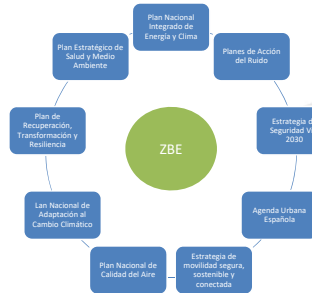 Plan Nacional
Integrado de
Energía y Clima
Planes de Acción
del Ruido
Estrategia de
Seguridad
2030
Agenda Urbana
Española
Estrategia de
movilidad segura,
sostenible y
conectada
Plan Nacional de
Calidad del Aire
Lan Nacional de
Adaptación al
Cambio Climático
Plan de
Recuperación,
Transformación y
Resiliencia
Plan Estratégico de
Salud y Medio
Ambiente
ZBE